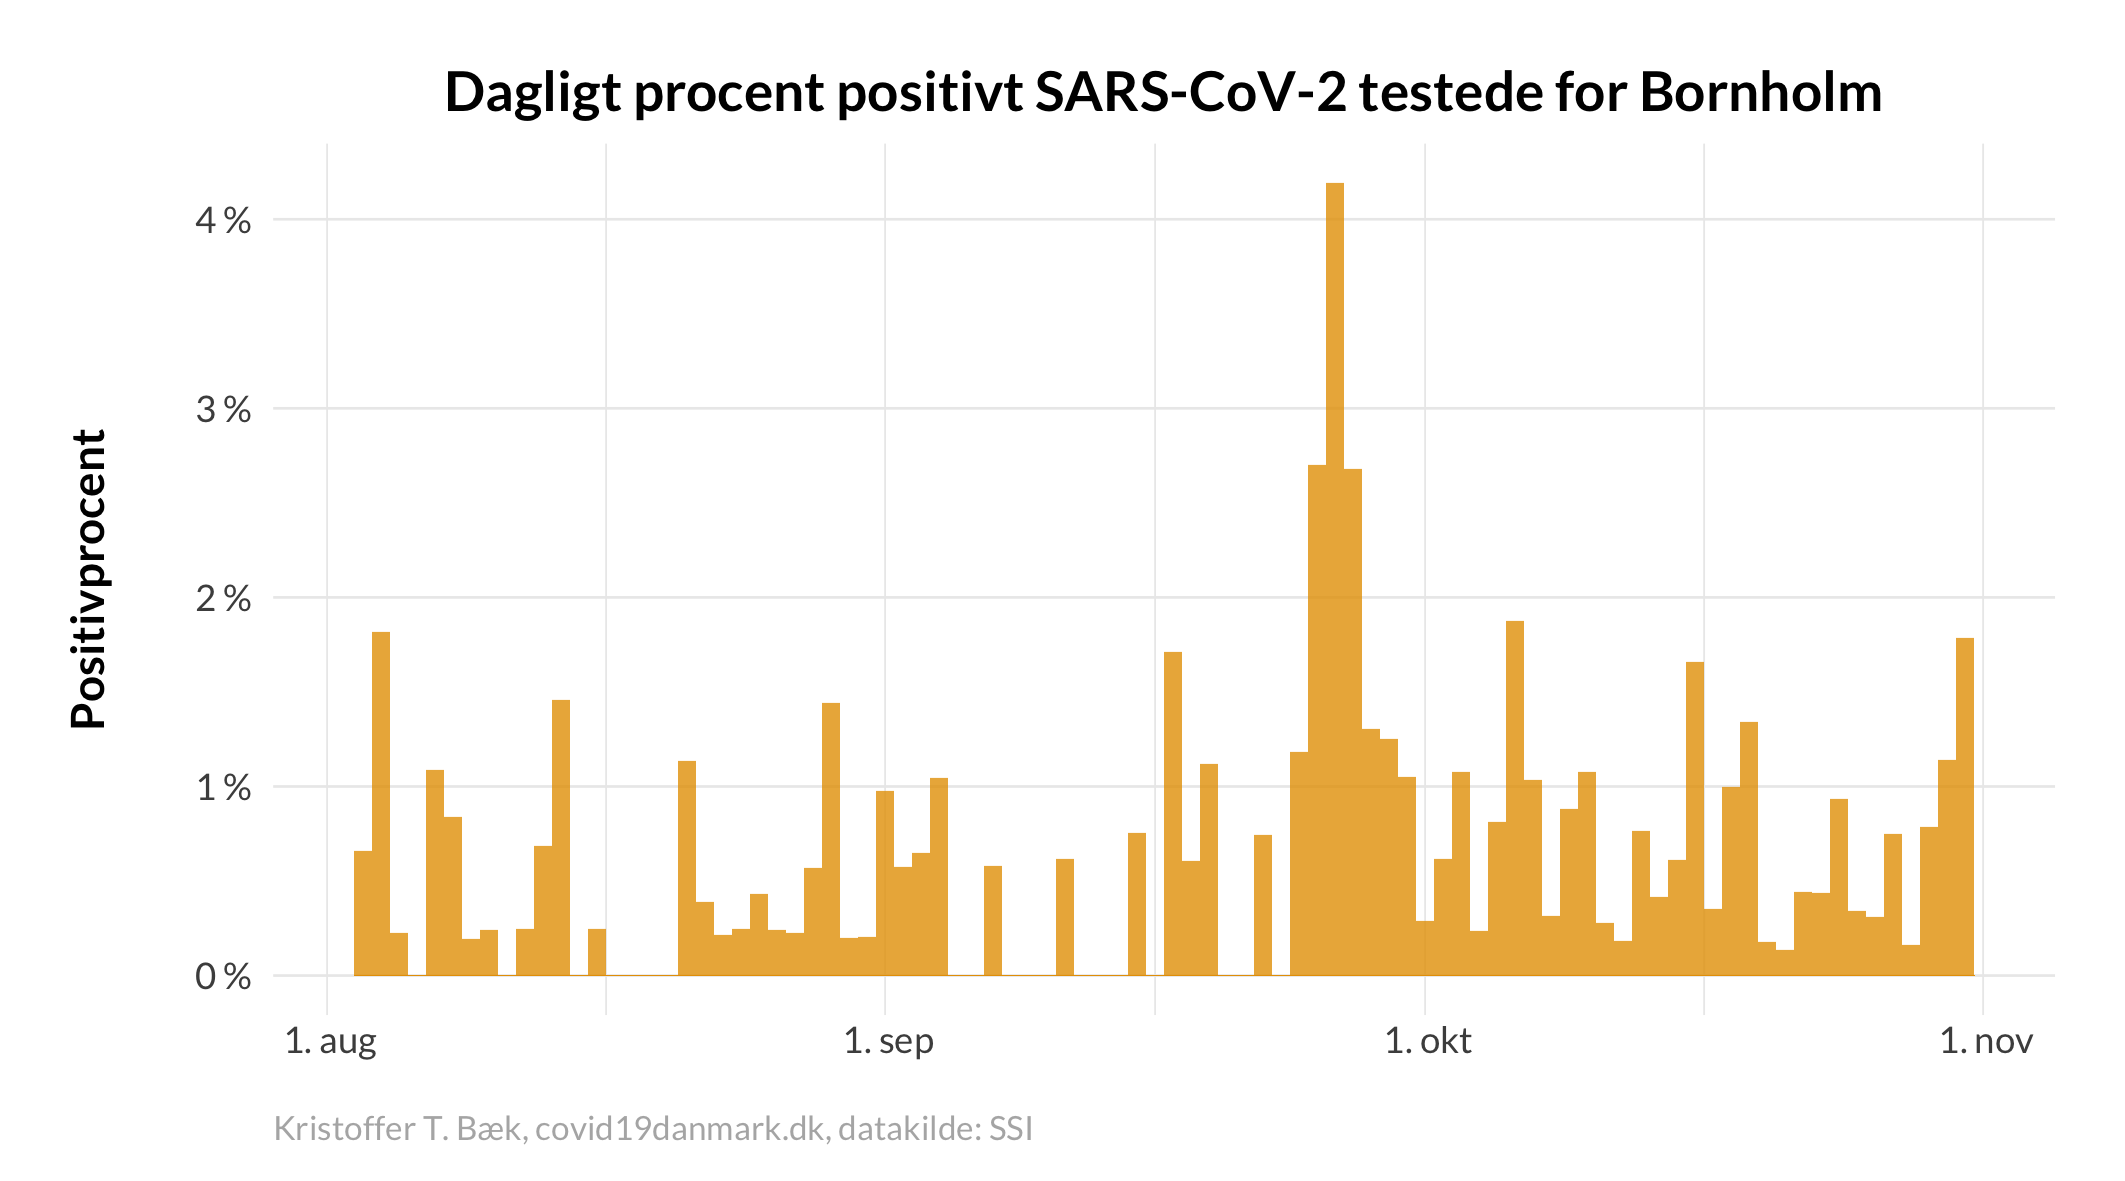 Dagligt procent positivt SARS-CoV-2 testede for Bornholm
Positivprocent
4 %
3 %
2 %
1 %
0 %
1. aug
1. sep
1. okt
1. nov
Kristoffer T. Bæk, covid19danmark.dk, datakilde: SSI